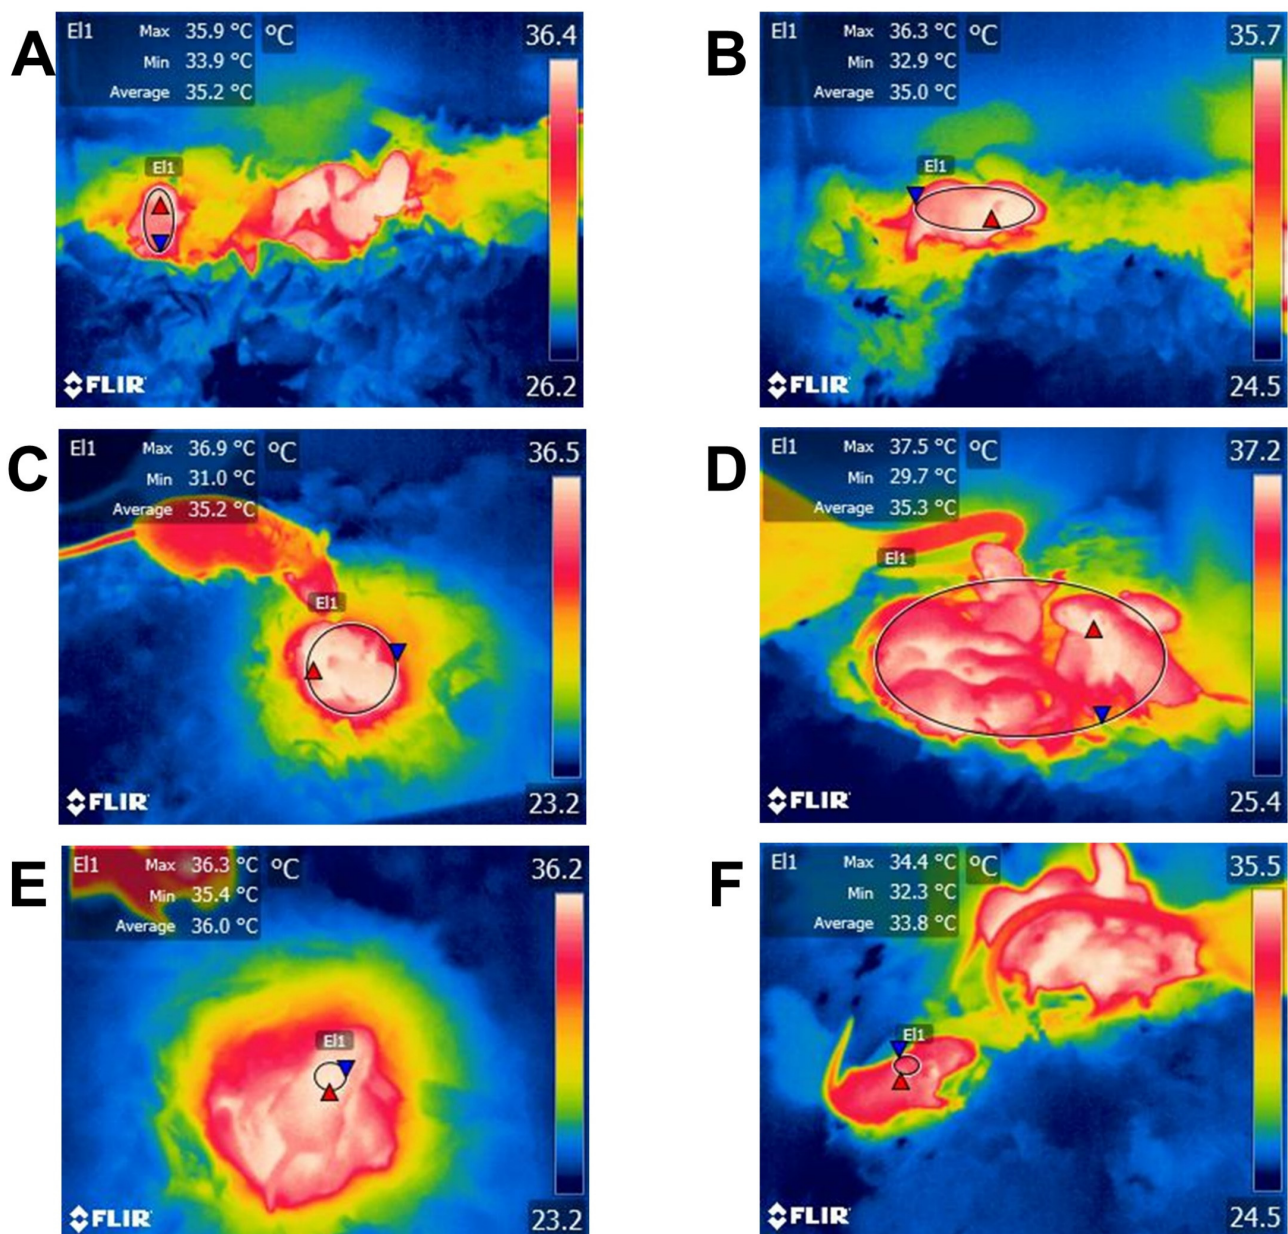 A
El1 Max 35.9 °C °C 36.4
Min 33.9 °C
Average 35.2 °C
El1
FLIR 26.2
B
El1 Max 36.3 °C °C 35.7
Min 32.9 °C
Average 35.0 °C
El1
FLIR 24.5
C
El1 Max 36.9 °C °C 36.5
Min 31.0 °C
Average 35.2 °C
El1
FLIR 23.2
D
El1 Max 37.5 °C °C 37.2
Min 29.7 °C
Average 35.3 °C
El1
FLIR 25.4
E
El1 Max 36.3 °C °C 36.2
Min 35.4 °C
Average 36.0 °C
El1
FLIR 23.2
F
El1 Max 34.4 °C °C 35.5
Min 32.3 °C
Average 33.8 °C
El1
FLIR 24.5